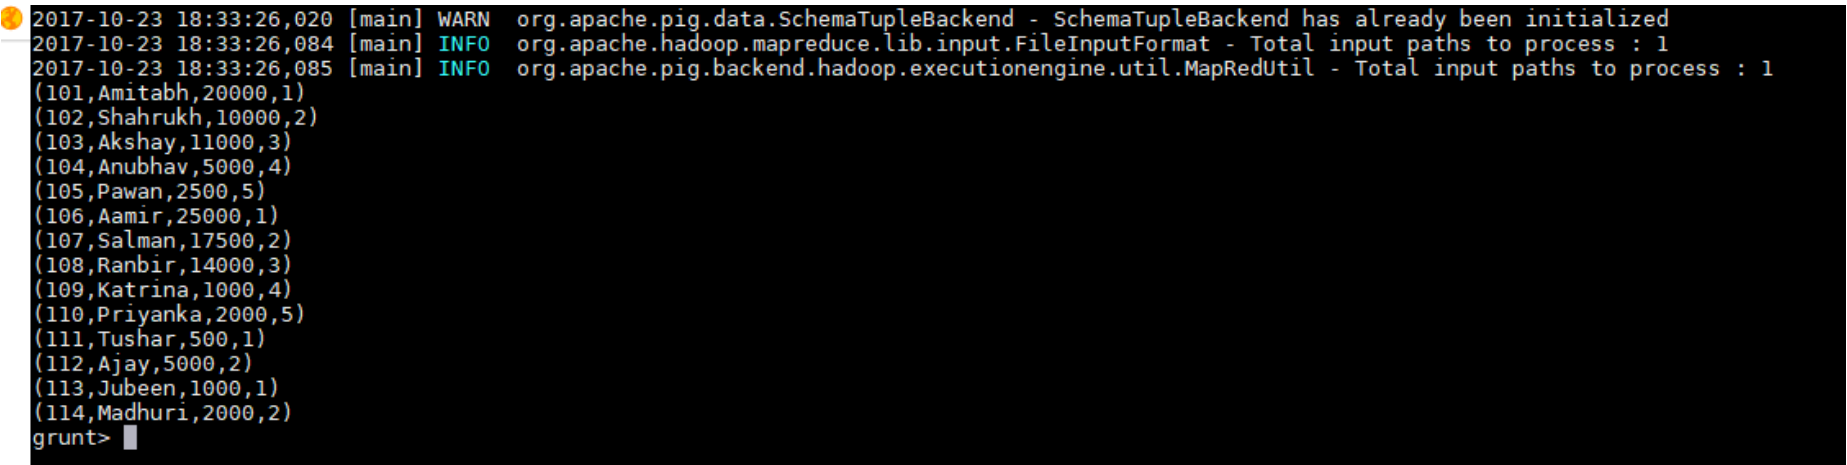 2017-10-23 18:33:26,020 [main] WARN  org.apache.pig.data.SchemaTupleBackend - SchemaTupleBackend has already been initialized
2017-10-23 18:33:26,084 [main] INFO  org.apache.hadoop.mapreduce.lib.input.FileInputFormat - Total input paths to process : 1
2017-10-23 18:33:26,085 [main] INFO  org.apache.pig.backend.hadoop.executionengine.util.MapRedUtil - Total input paths to process : 1
(101,Amitabh,20000,1)
(102,Shahrukh,10000,2)
(103,Akshay,11000,3)
(104,Anubhav,5000,4)
(105,Pawan,2500,5)
(106,Aamir,25000,1)
(107,Salman,17500,2)
(108,Ranbir,14000,3)
(109,Katrina,1000,4)
(110,Priyanka,2000,5)
(111,Tushar,500,1)
(112,Ajay,5000,2)
(113,Jubeen,1000,1)
(114,Madhuri,2000,2)
grunt>